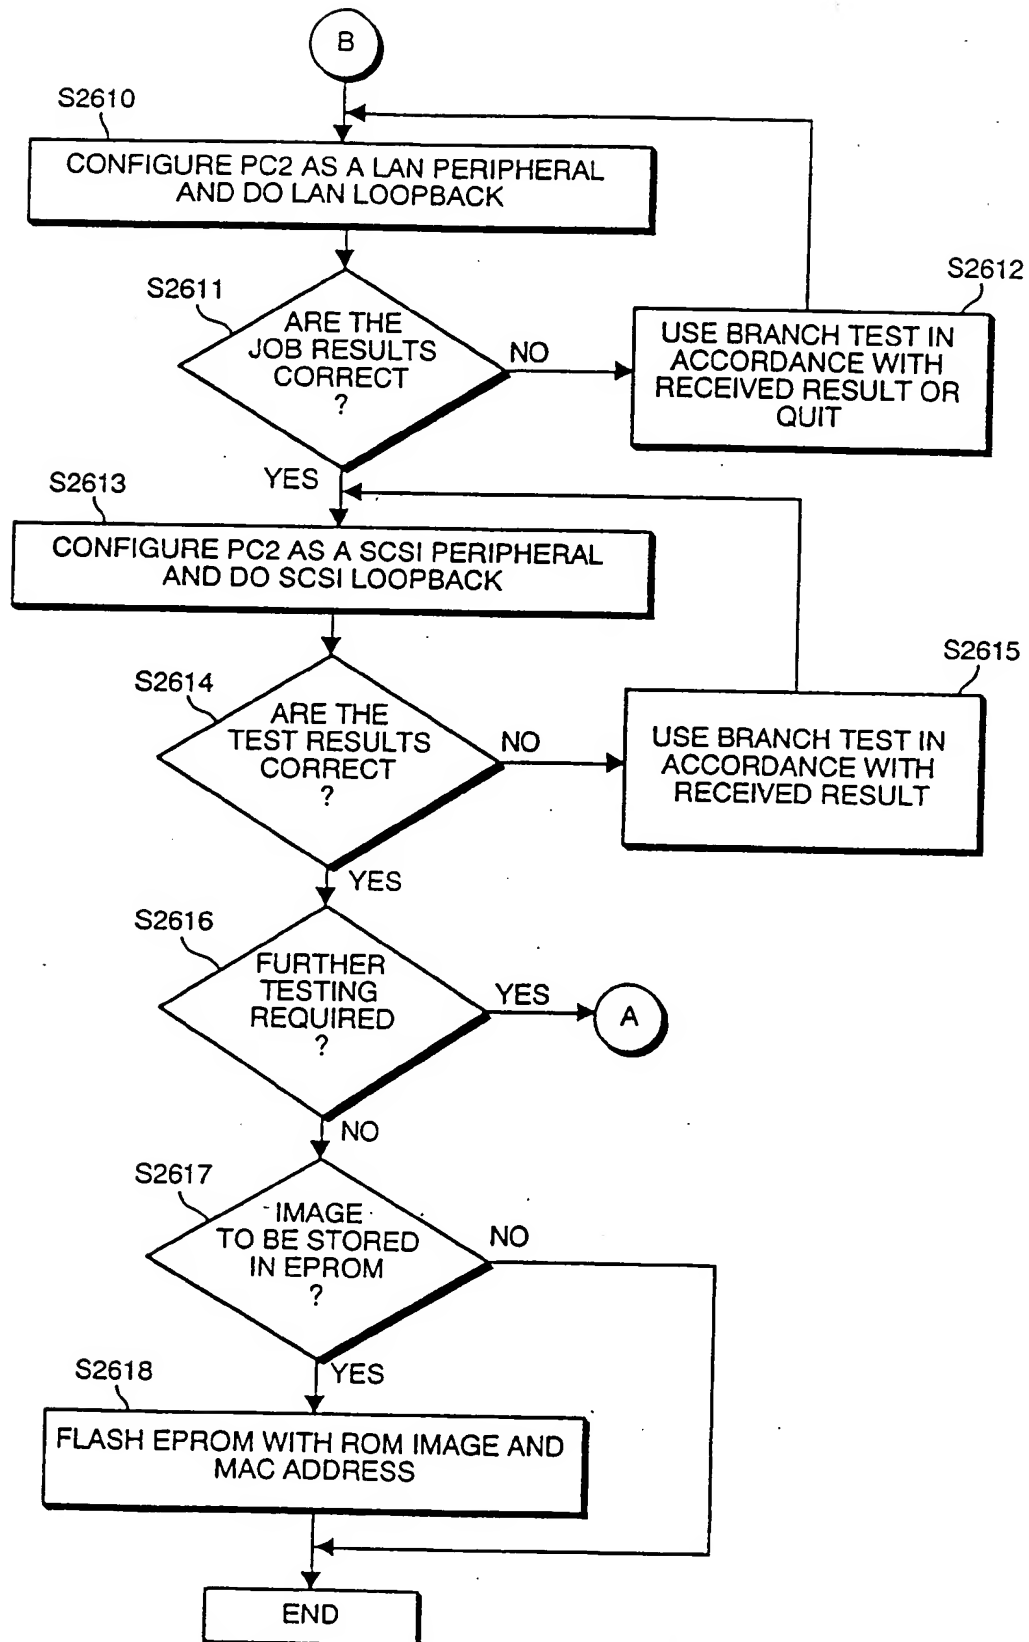 B
S2610
CONFIGURE PC2 AS A LAN PERIPHERAL
AND DO LAN LOOPBACK
S2611
ARE THE
JOB RESULTS
CORRECT
?
NO
S2612
USE BRANCH TEST IN
ACCORDANCE WITH
RECEIVED RESULT OR
QUIT
YES
S2613
CONFIGURE PC2 AS A SCSI PERIPHERAL
AND DO SCSI LOOPBACK
S2614
ARE THE
TEST RESULTS
CORRECT
?
NO
S2615
USE BRANCH TEST IN
ACCORDANCE WITH
RECEIVED RESULT
YES
S2616
FURTHER
TESTING
REQUIRED
?
YES
A
NO
S2617
IMAGE
TO BE STORED
IN EPROM
?
NO
YES
S2618
FLASH EPROM WITH ROM IMAGE AND
MAC ADDRESS
END